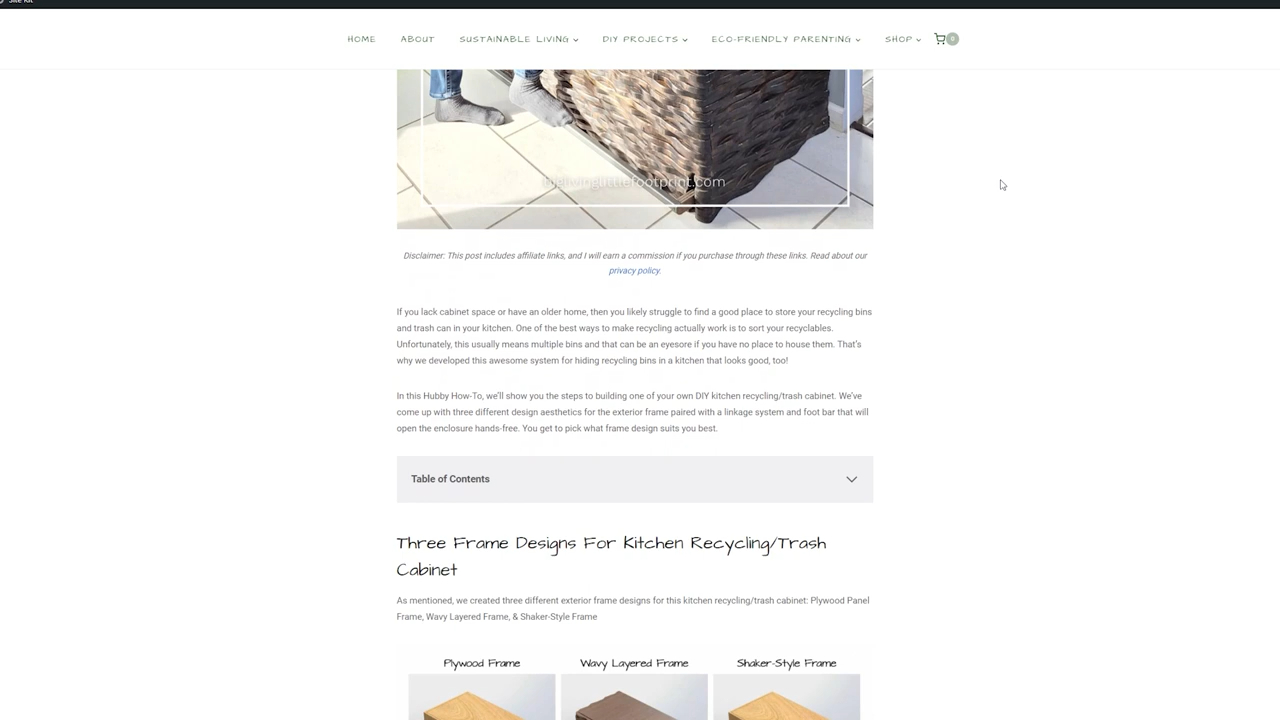 Site Kit
HOME ABOUT SUSTAINABLE LIVING DIY PROJECTS ECO-FRIENDLY PARENTING SHOP 0
thelivinglittlefootprint.com
Disclaimer: This post includes affiliate links, and I will earn a commission if you purchase through these links. Read about our
privacy policy.
If you lack cabinet space or have an older home, then you likely struggle to find a good place to store your recycling bins
and trash can in your kitchen. One of the best ways to make recycling actually work is to sort your recyclables.
Unfortunately, this usually means multiple bins and that can be an eyesore if you have no place to house them. That's
why we developed this awesome system for hiding recycling bins in a kitchen that looks good, too!
In this Hubby How-To, we'll show you the steps to building one of your own DIY kitchen recycling/trash cabinet. We've
come up with three different design aesthetics for the exterior frame paired with a linkage system and foot bar that will
open the enclosure hands-free. You get to pick what frame design suits you best.
Table of Contents
Three Frame Designs For Kitchen Recycling/Trash
Cabinet
As mentioned, we created three different exterior frame designs for this kitchen recycling/trash cabinet: Plywood Panel
Frame, Wavy Layered Frame, & Shaker-Style Frame
Plywood Frame Wavy Layered Frame Shaker-Style Frame